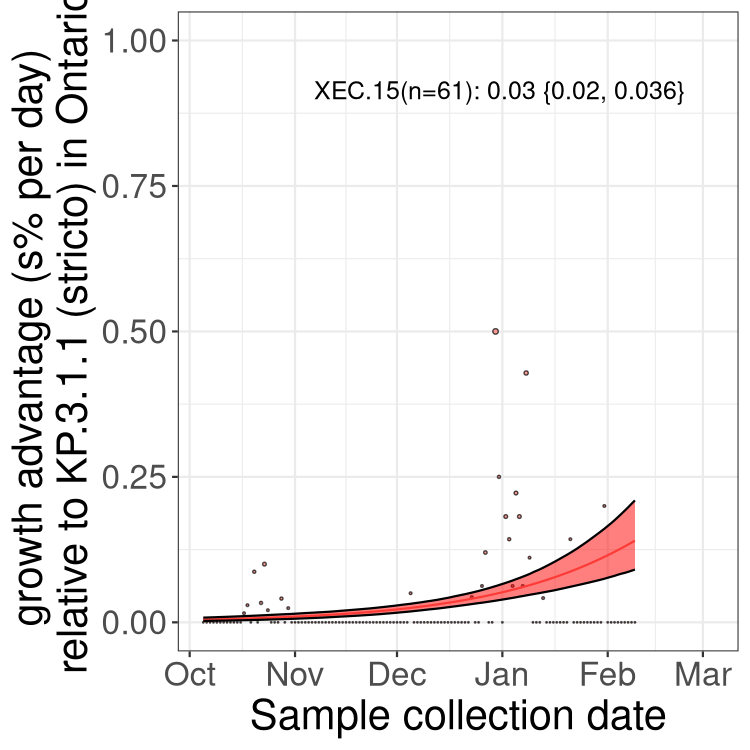 growth advantage (s% per day)
relative to KP.3.1.1 (stricto) in Ontario
1.00
0.75
0.50
0.25
0.00
XEC.15(n=61): 0.03 {0.02, 0.036}
Oct Nov Dec Jan Feb Mar
Sample collection date